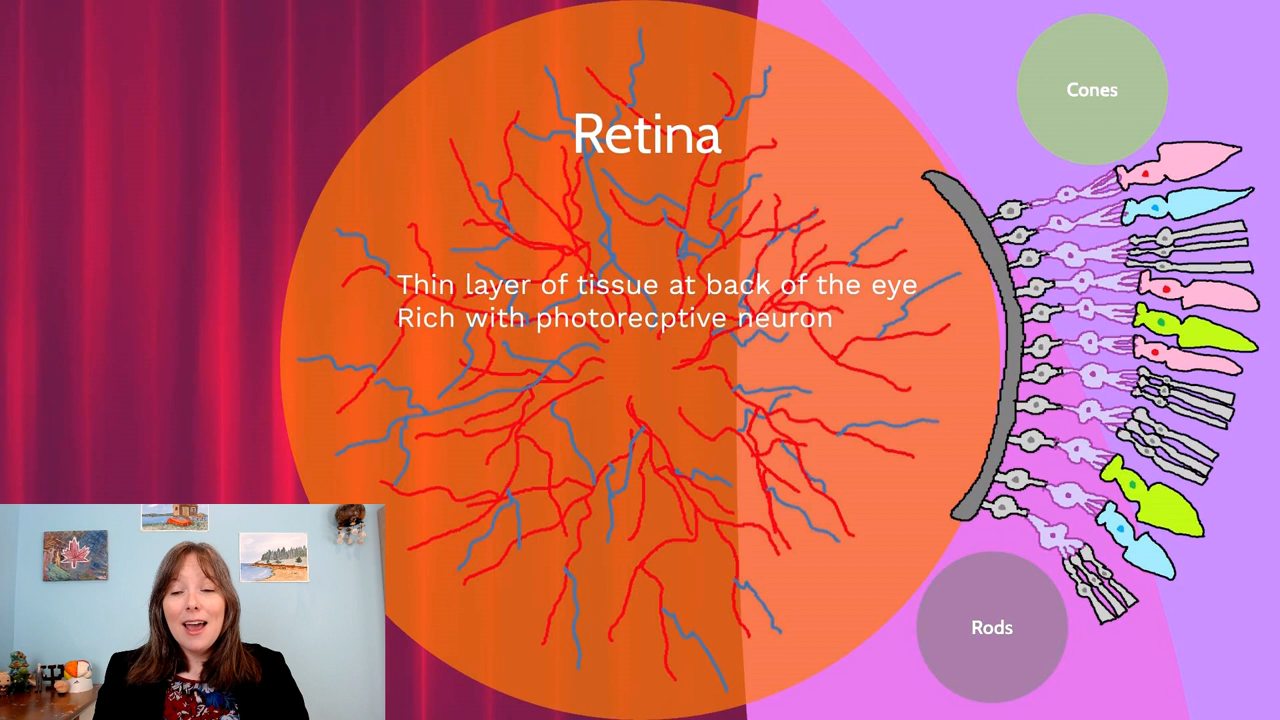 Retina
Thin layer of tissue at back of the eye
Rich with photorecptive neuron
Cones
Rods